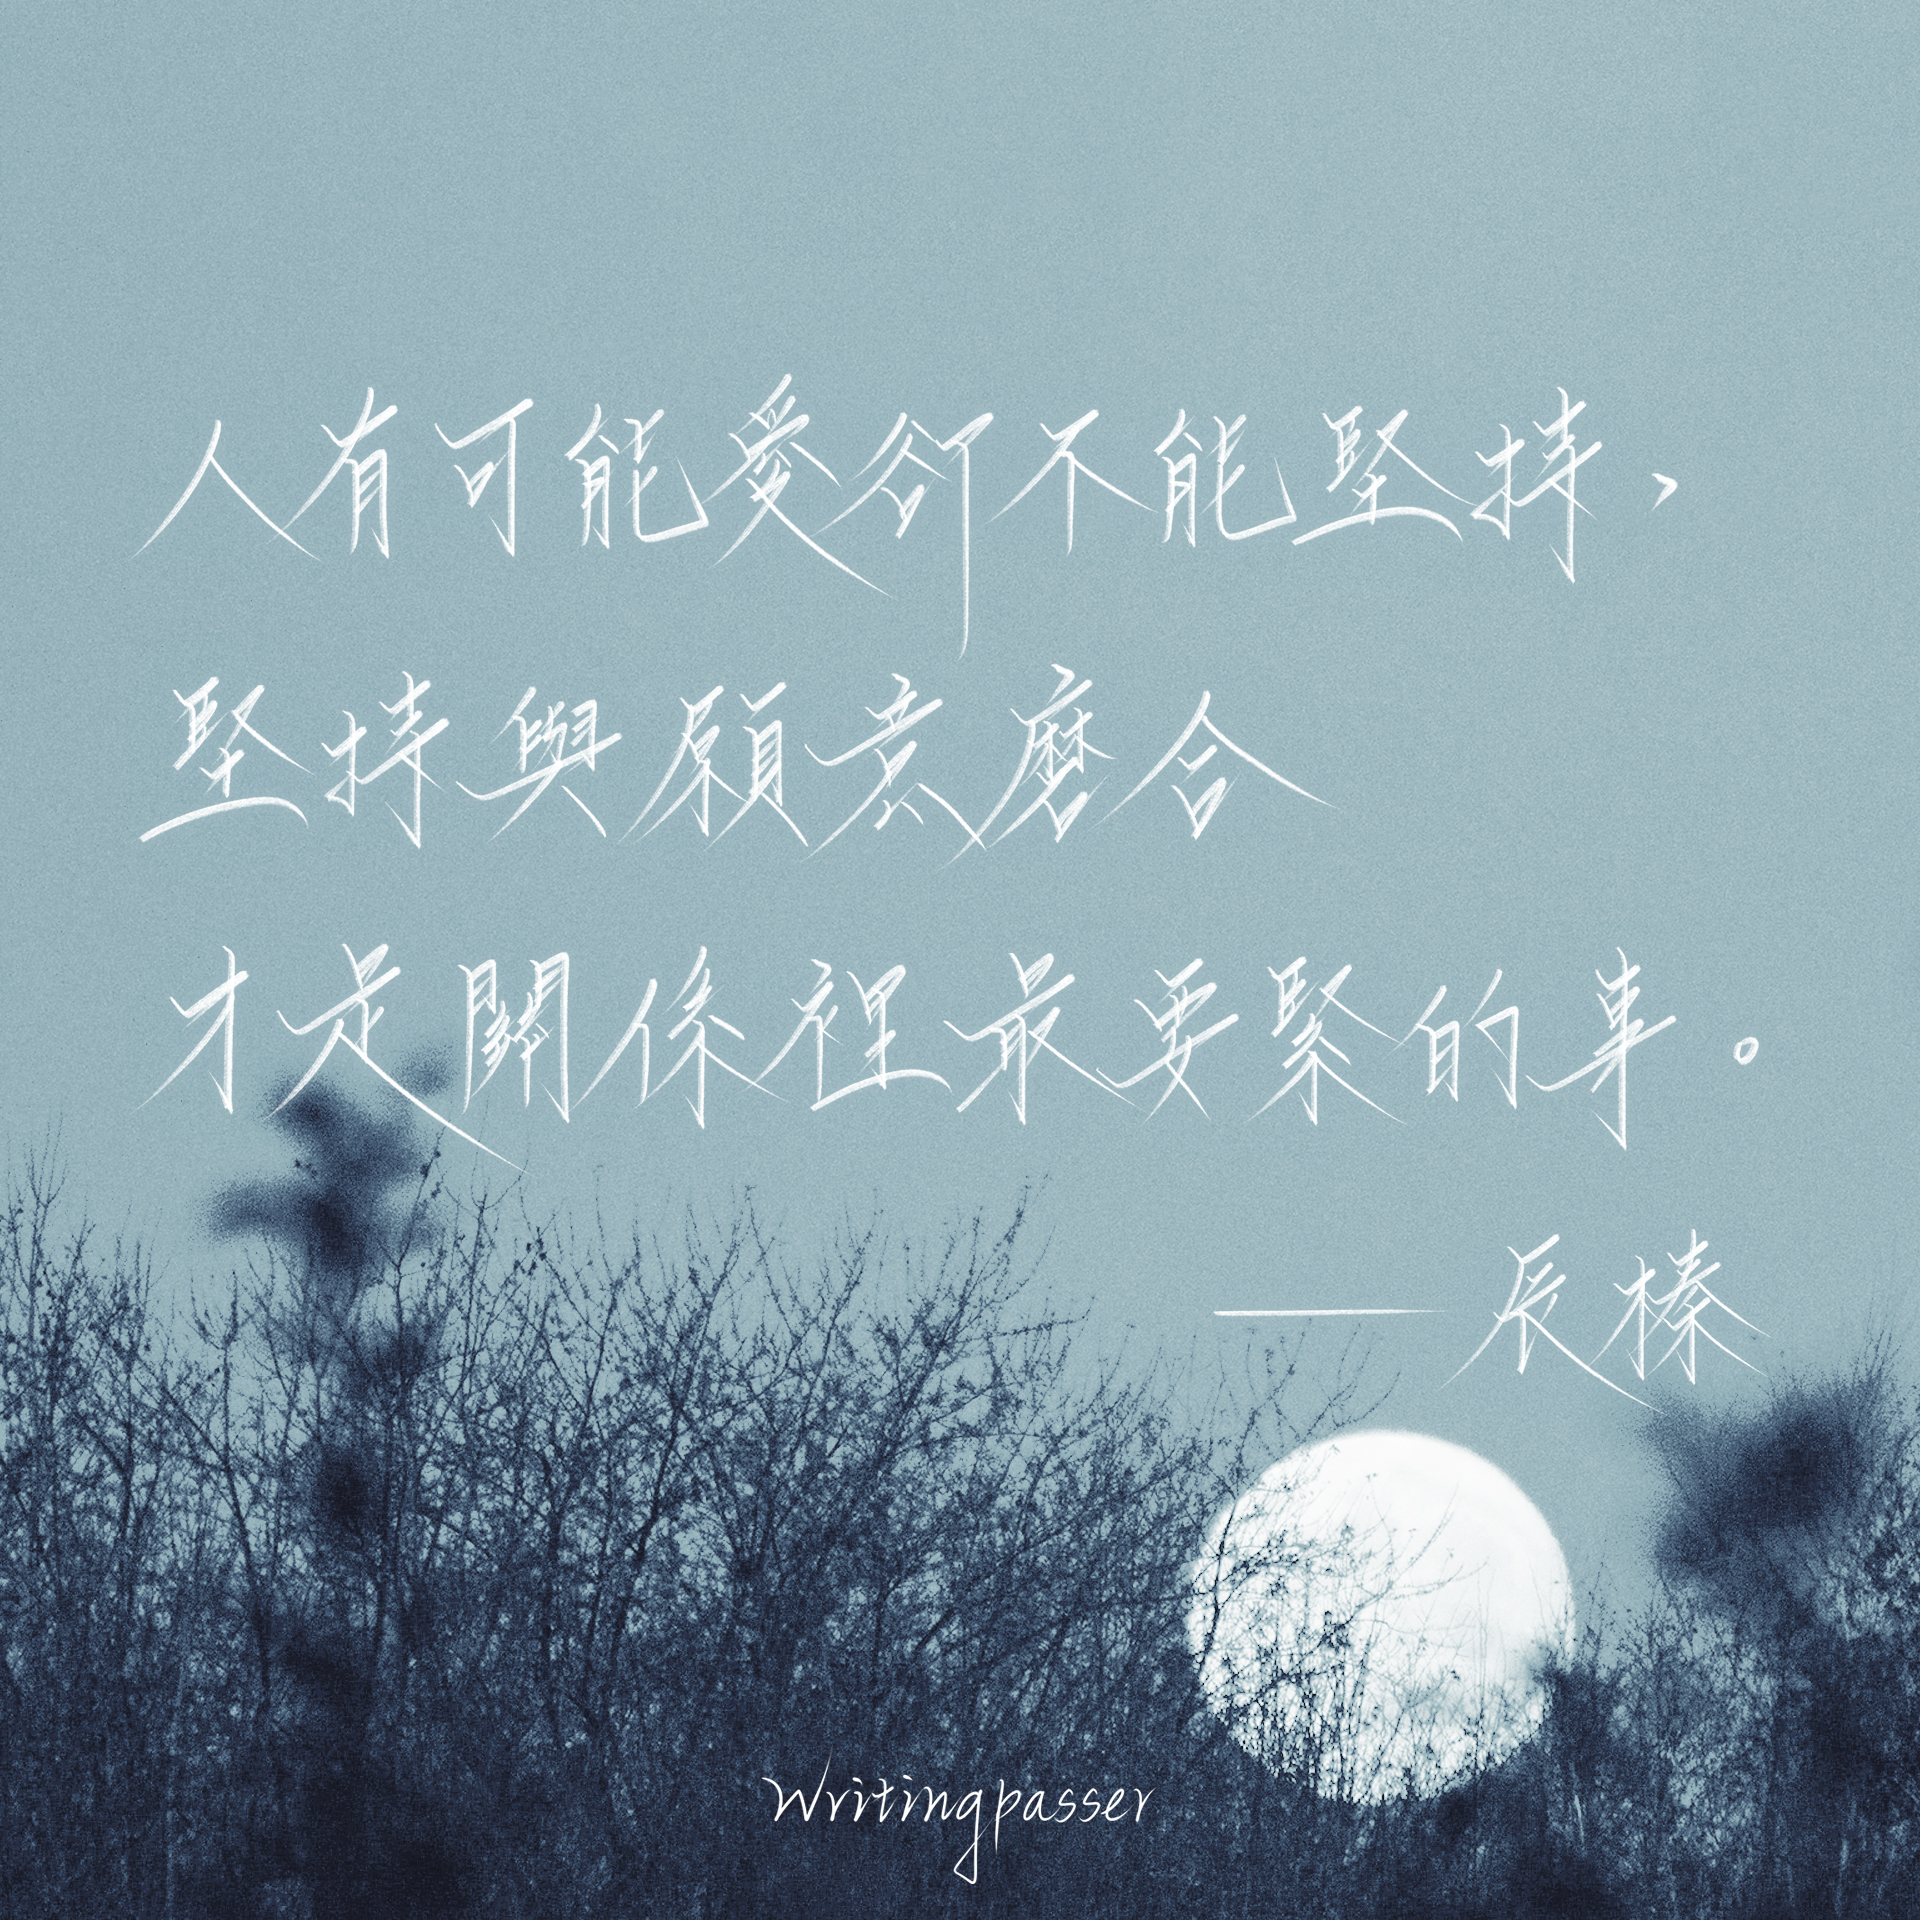 人有可能愛卻不能堅持，
堅持與願意磨合
才是關係裡最要緊的事。
——辰榛
Writingpasser